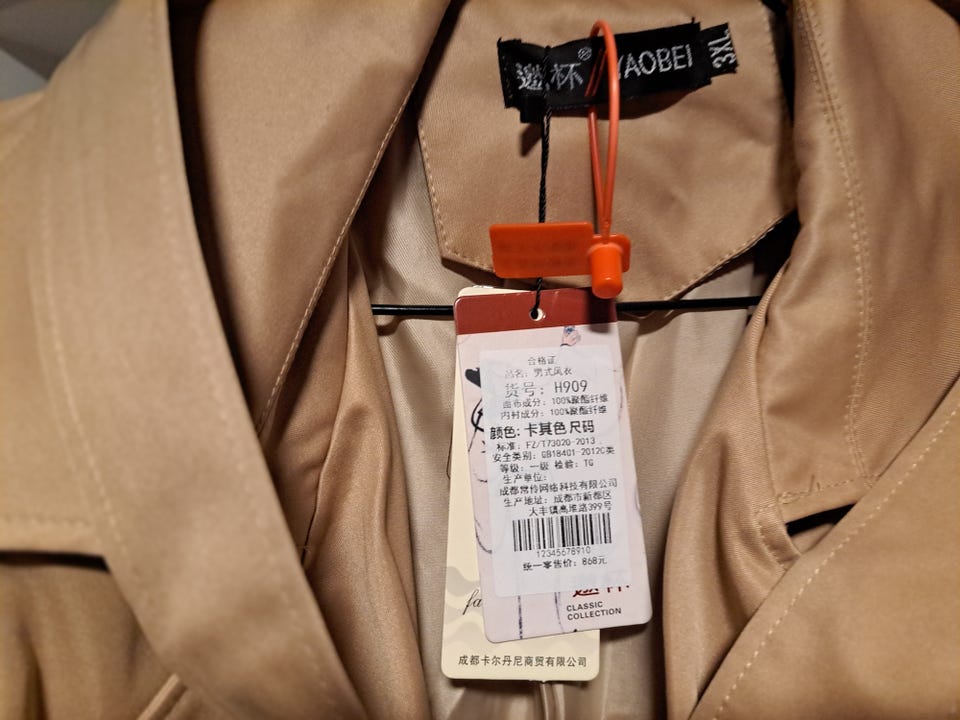 邀杯® YAOBEI
3XL
合格证
品名：男式风衣
货号：H909
面布成分：100%聚酯纤维
内衬成分：100%聚酯纤维
颜色：卡其色 尺码
标准：FZ/T73020-2013
安全类别：GB18401-2012C类
等级：一级 检验：TG
生产单位：
成都常伶网络科技有限公司
生产地址：成都市新都区
大丰镇高堆路399号
12345678910
统一零售价：868元
CLASSIC
COLLECTION
fa
成都卡尔丹尼商贸有限公司